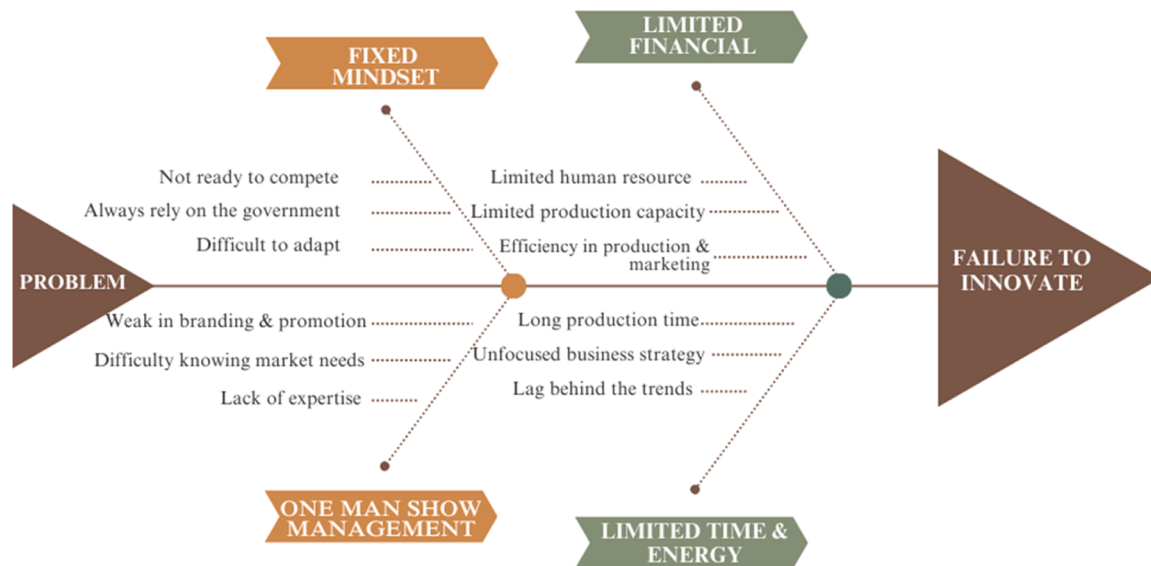 FIXED
MINDSET
LIMITED
FINANCIAL
Not ready to compete
Always rely on the government
Difficult to adapt
Limited human resource
Limited production capacity
Efficiency in production &
marketing
PROBLEM
FAILURE TO
INNOVATE
Weak in branding & promotion
Difficulty knowing market needs
Lack of expertise
Long production time
Unfocused business strategy
Lag behind the trends
ONE MAN SHOW
MANAGEMENT
LIMITED TIME &
ENERGY